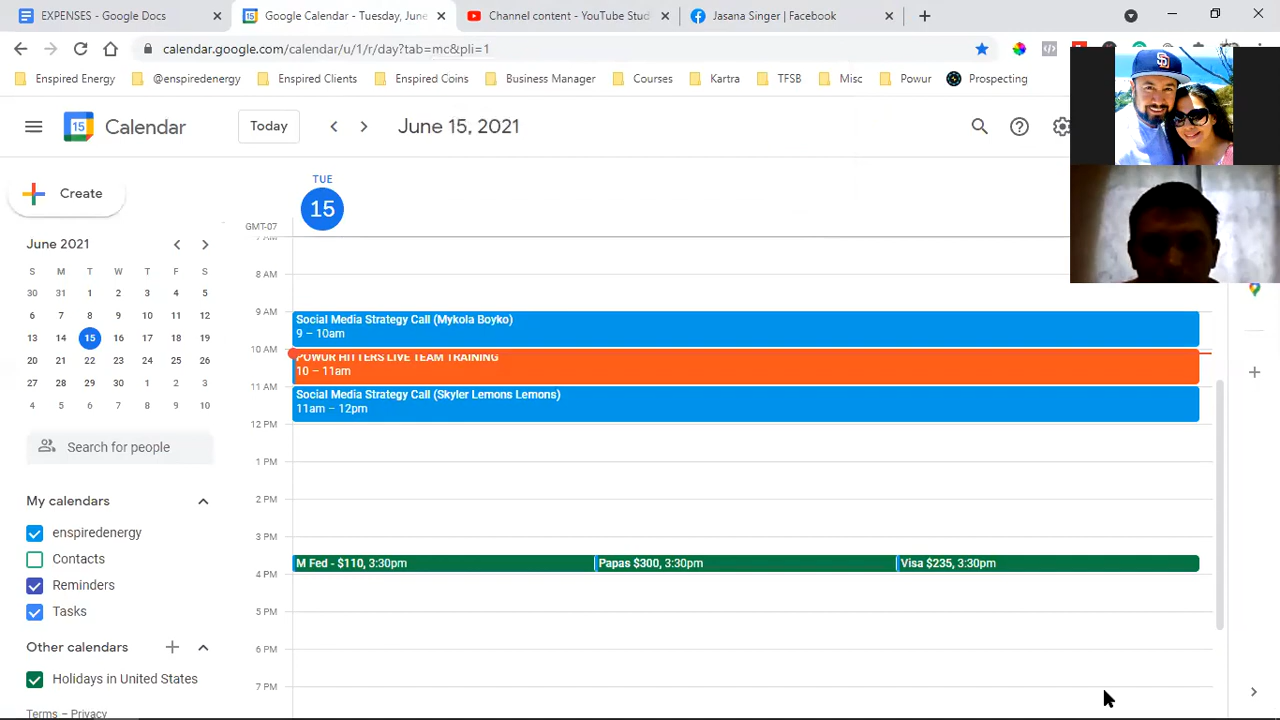 EXPENSES - Google Docs
Google Calendar - Tuesday, June
Channel content - YouTube Stud
Jasana Singer | Facebook
calendar.google.com/calendar/u/1/r/day?tab=mc&pli=1
Enspired Energy
@enspiredenergy
Enspired Clients
Enspired Coins
Business Manager
Courses
Kartra
TFSB
Misc
Powur
Prospecting
15
Calendar
Today
June 15, 2021
Create
TUE
15
GMT-07
June 2021
S M T W T F S
30 31 1 2 3 4 5
6 7 8 9 10 11 12
13 14 15 16 17 18 19
20 21 22 23 24 25 26
27 28 29 30 1 2 3
4 5 6 7 8 9 10
Search for people
My calendars
enspiredenergy
Contacts
Reminders
Tasks
Other calendars
Holidays in United States
Terms – Privacy
7 AM
8 AM
9 AM
Social Media Strategy Call (Mykola Boyko)
9 – 10am
10 AM
POWUR HITTERS LIVE TEAM TRAINING
10 – 11am
11 AM
Social Media Strategy Call (Skyler Lemons Lemons)
11am – 12pm
12 PM
1 PM
2 PM
3 PM
M Fed - $110, 3:30pm
Papas $300, 3:30pm
Visa $235, 3:30pm
4 PM
5 PM
6 PM
7 PM
SD